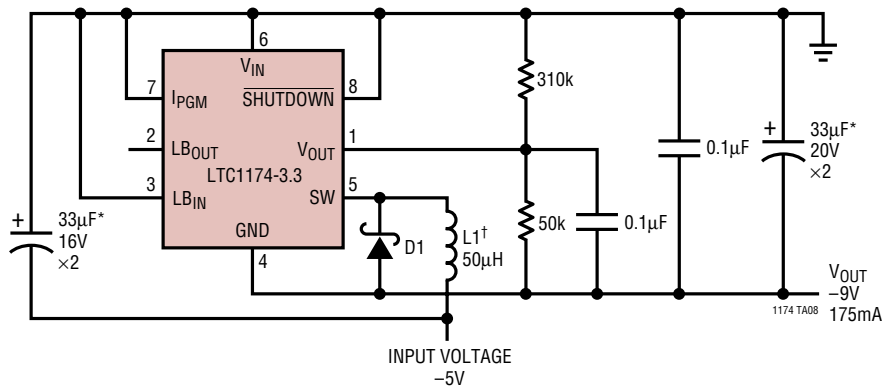 6
V_IN
7
I_PGM
SHUTDOWN
8
310k
2
LB_OUT
V_OUT
1
LTC1174-3.3
3
LB_IN
SW
5
GND
4
+
33µF*
16V
×2
D1
L1†
50µH
50k
0.1µF
0.1µF
+
33µF*
20V
×2
V_OUT
–9V
175mA
1174 TA08
INPUT VOLTAGE
–5V